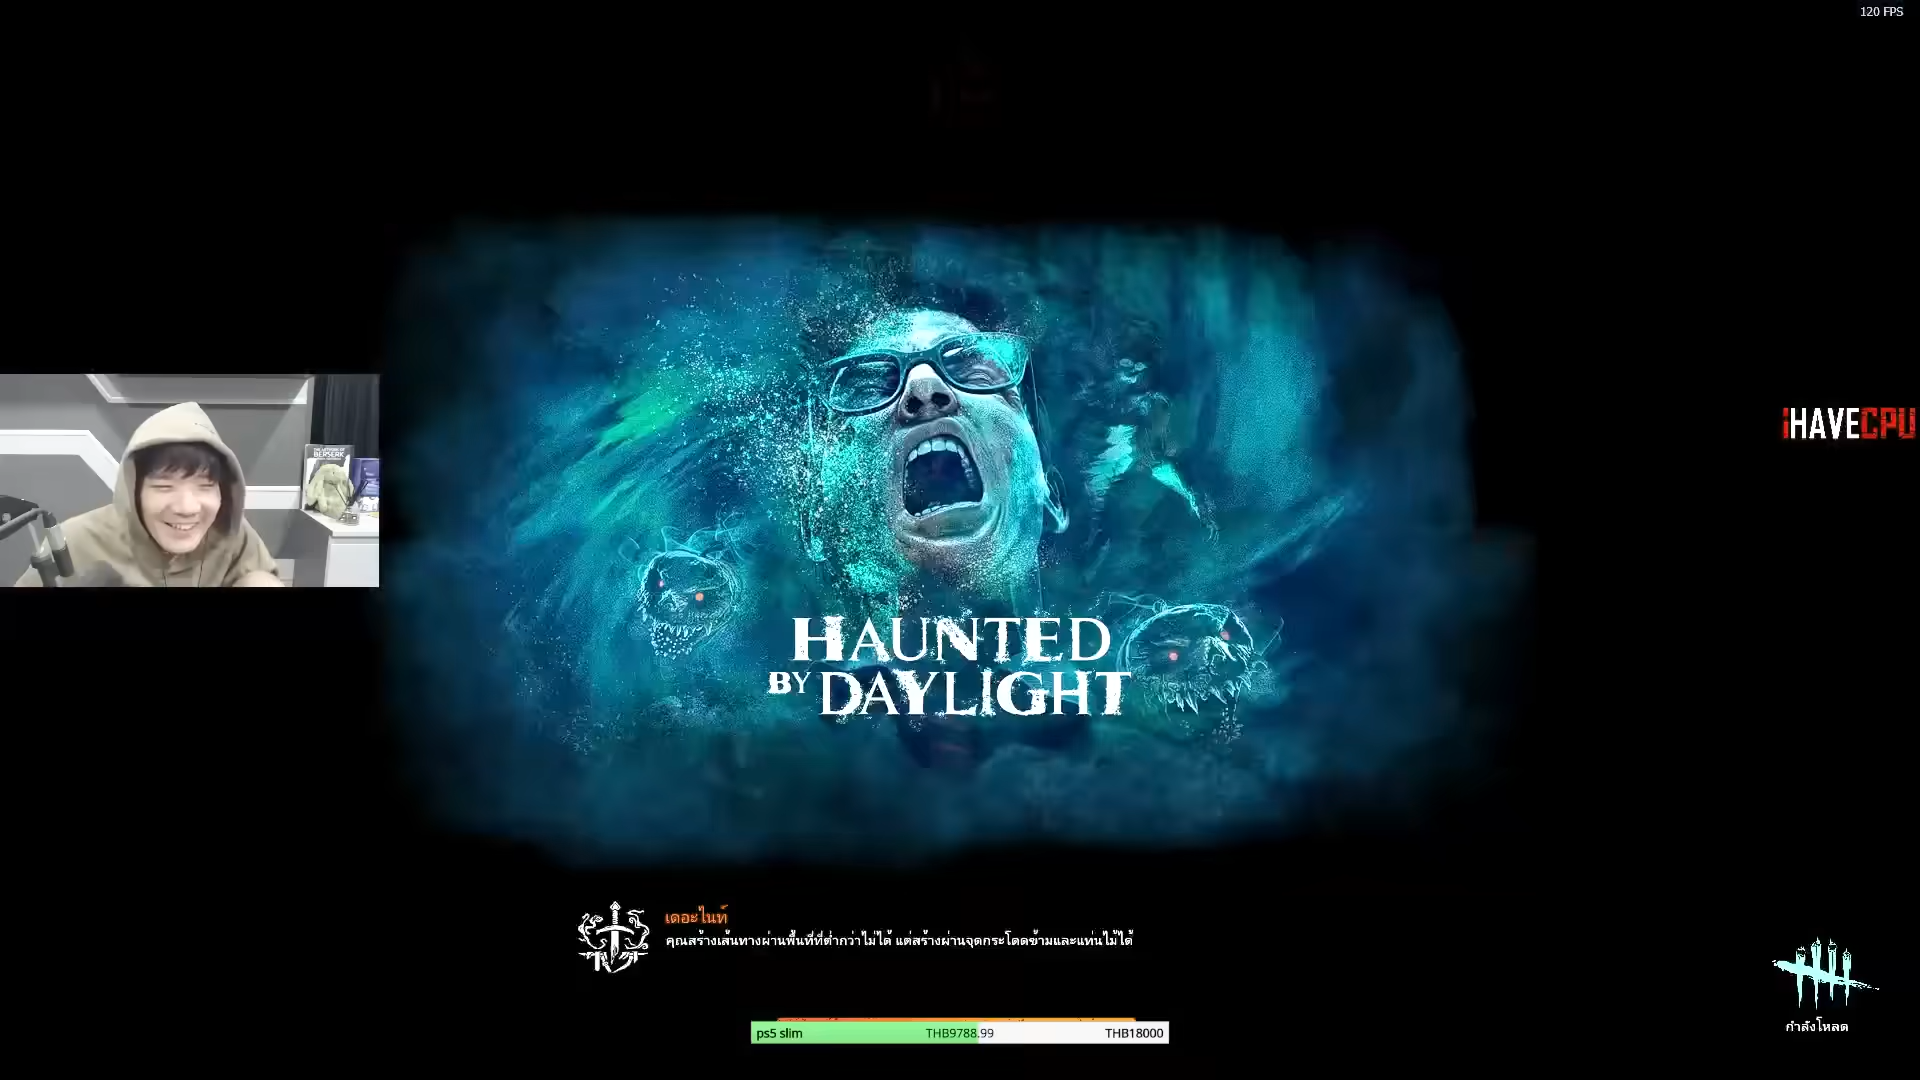 120 FPS
THE ARTWORK OF
BERSERK
iHAVECPU
HAUNTED
BY DAYLIGHT
เดอะไนท์
คุณสร้างเส้นทางผ่านพื้นที่ที่ต่ำกว่าไม่ได้ แต่สร้างผ่านจุดกระโดดข้ามและแท่นไม้ได้
ps5 slim THB9788.99 THB18000
กำลังโหลด